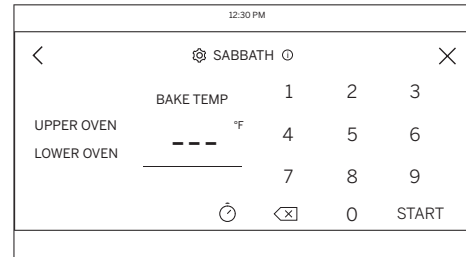 12:30 PM
SABBATH
BAKE TEMP
1 2 3
UPPER OVEN
LOWER OVEN
--- °F
4 5 6
7 8 9
0 START